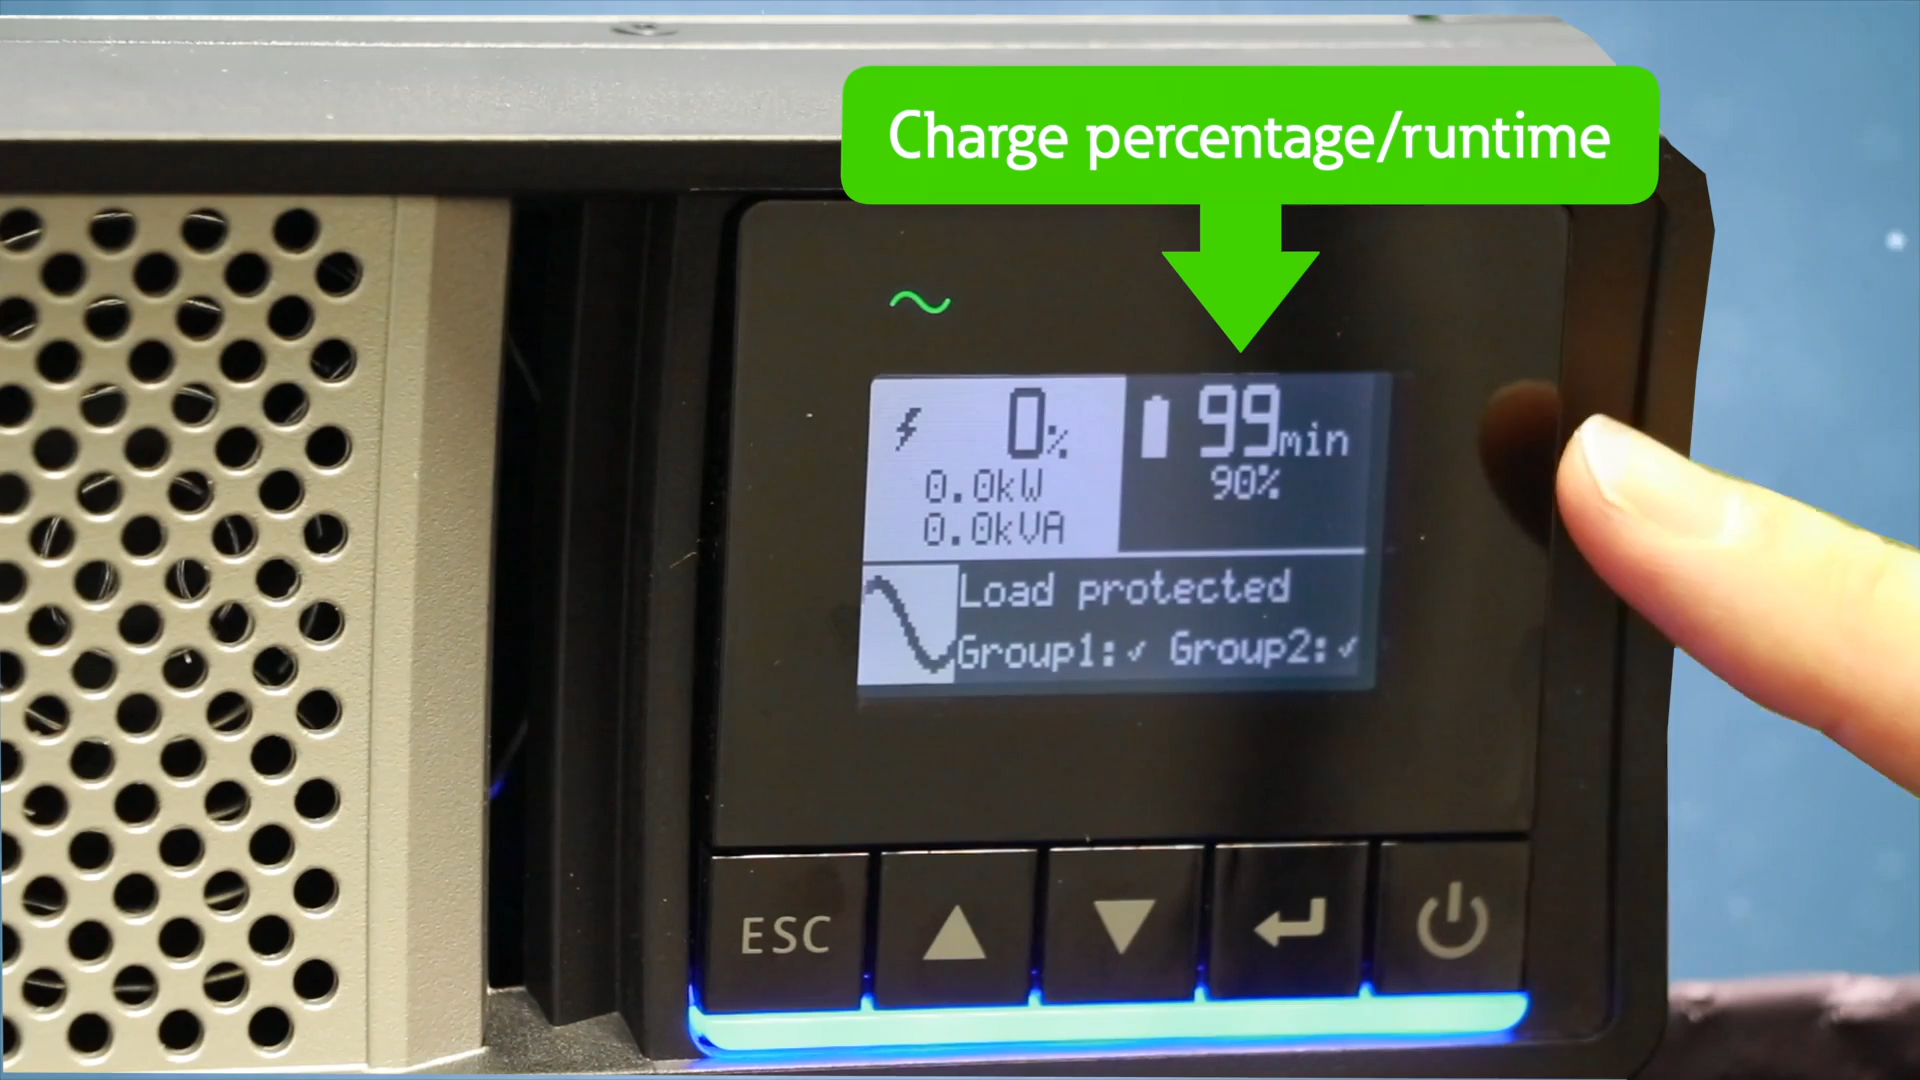 Charge percentage/runtime
0%
0.0kW
0.0kVA
99min
90%
Load protected
Group1:✓ Group2:✓
ESC